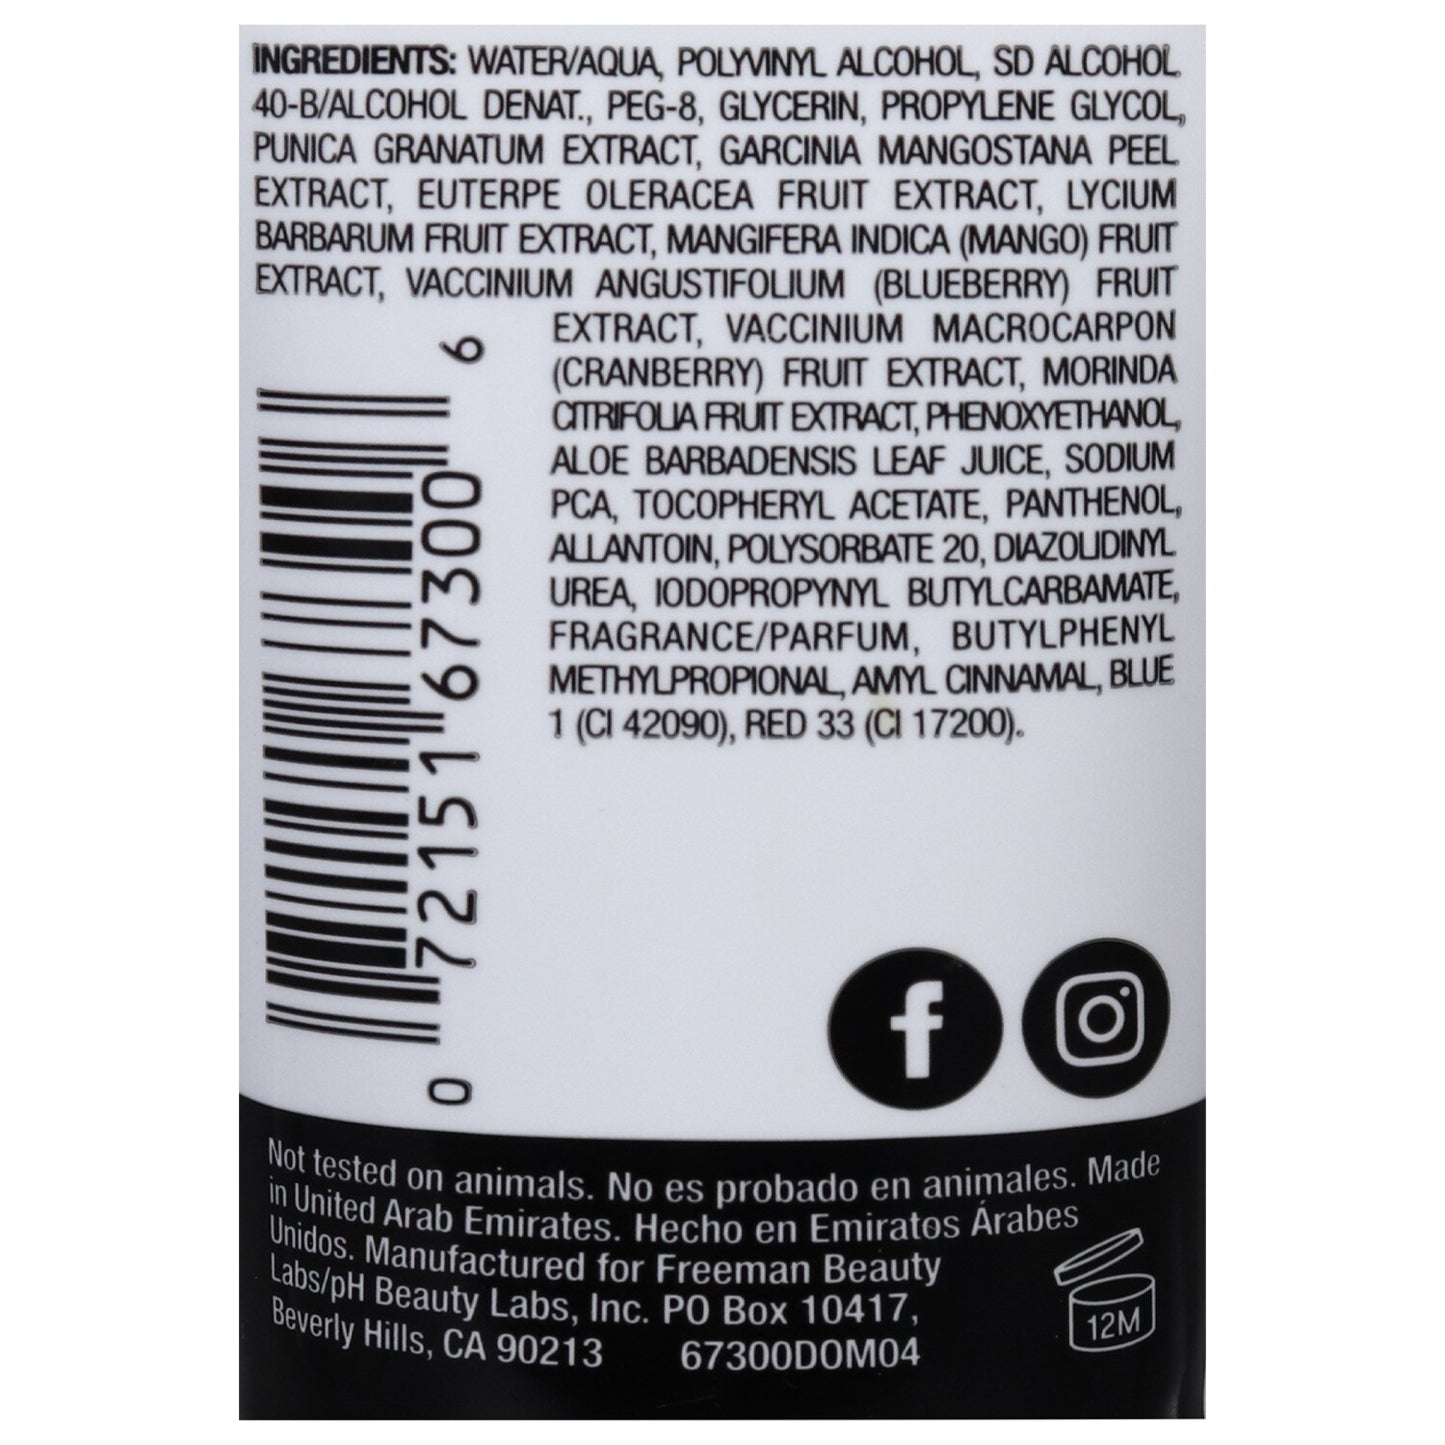 INGREDIENTS: WATER/AQUA, POLYVINYL ALCOHOL, SD ALCOHOL
40-B/ALCOHOL DENAT., PEG-8, GLYCERIN, PROPYLENE GLYCOL,
PUNICA GRANATUM EXTRACT, GARCINIA MANGOSTANA PEEL
EXTRACT, EUTERPE OLERACEA FRUIT EXTRACT, LYCIUM
BARBARUM FRUIT EXTRACT, MANGIFERA INDICA (MANGO) FRUIT
EXTRACT, VACCINIUM ANGUSTIFOLIUM (BLUEBERRY) FRUIT
EXTRACT, VACCINIUM MACROCARPON
(CRANBERRY) FRUIT EXTRACT, MORINDA
CITRIFOLIA FRUIT EXTRACT, PHENOXYETHANOL,
ALOE BARBADENSIS LEAF JUICE, SODIUM
PCA, TOCOPHERYL ACETATE, PANTHENOL,
ALLANTOIN, POLYSORBATE 20, DIAZOLIDINYL
UREA, IODOPROPYNYL BUTYLCARBAMATE,
FRAGRANCE/PARFUM, BUTYLPHENYL
METHYLPROPIONAL, AMYL CINNAMAL, BLUE
1 (CI 42090), RED 33 (CI 17200).
0 72151 67300 6
Not tested on animals. No es probado en animales. Made
in United Arab Emirates. Hecho en Emiratos Árabes
Unidos. Manufactured for Freeman Beauty
Labs/pH Beauty Labs, Inc. PO Box 10417,
Beverly Hills, CA 90213 67300DOM04
12M